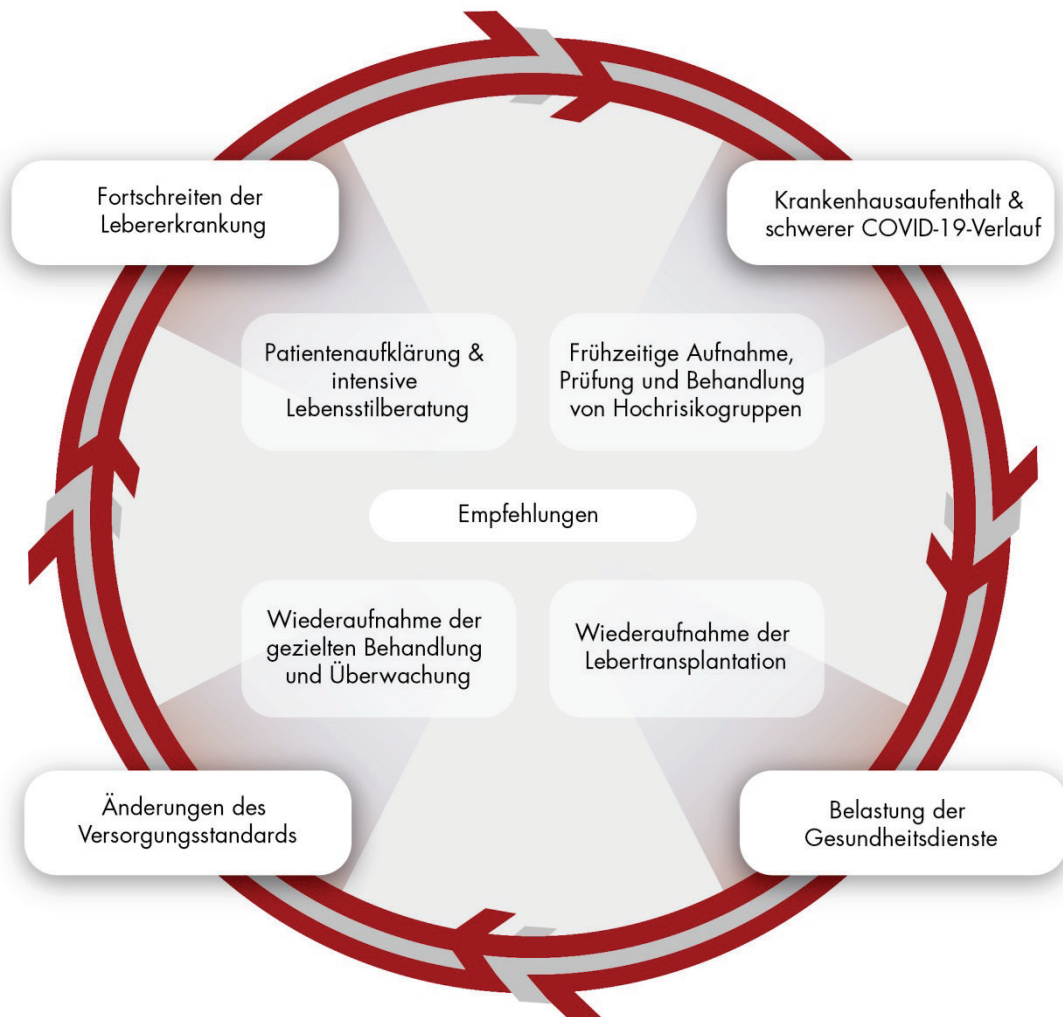 Fortschreiten der
Lebererkrankung
Krankenhausaufenthalt &
schwerer COVID-19-Verlauf
Patientenaufklärung &
intensive
Lebensstilberatung
Frühzeitige Aufnahme,
Prüfung und Behandlung
von Hochrisikogruppen
Empfehlungen
Wiederaufnahme der
gezielten Behandlung
und Überwachung
Wiederaufnahme der
Lebertransplantation
Änderungen des
Versorgungsstandards
Belastung der
Gesundheitsdienste